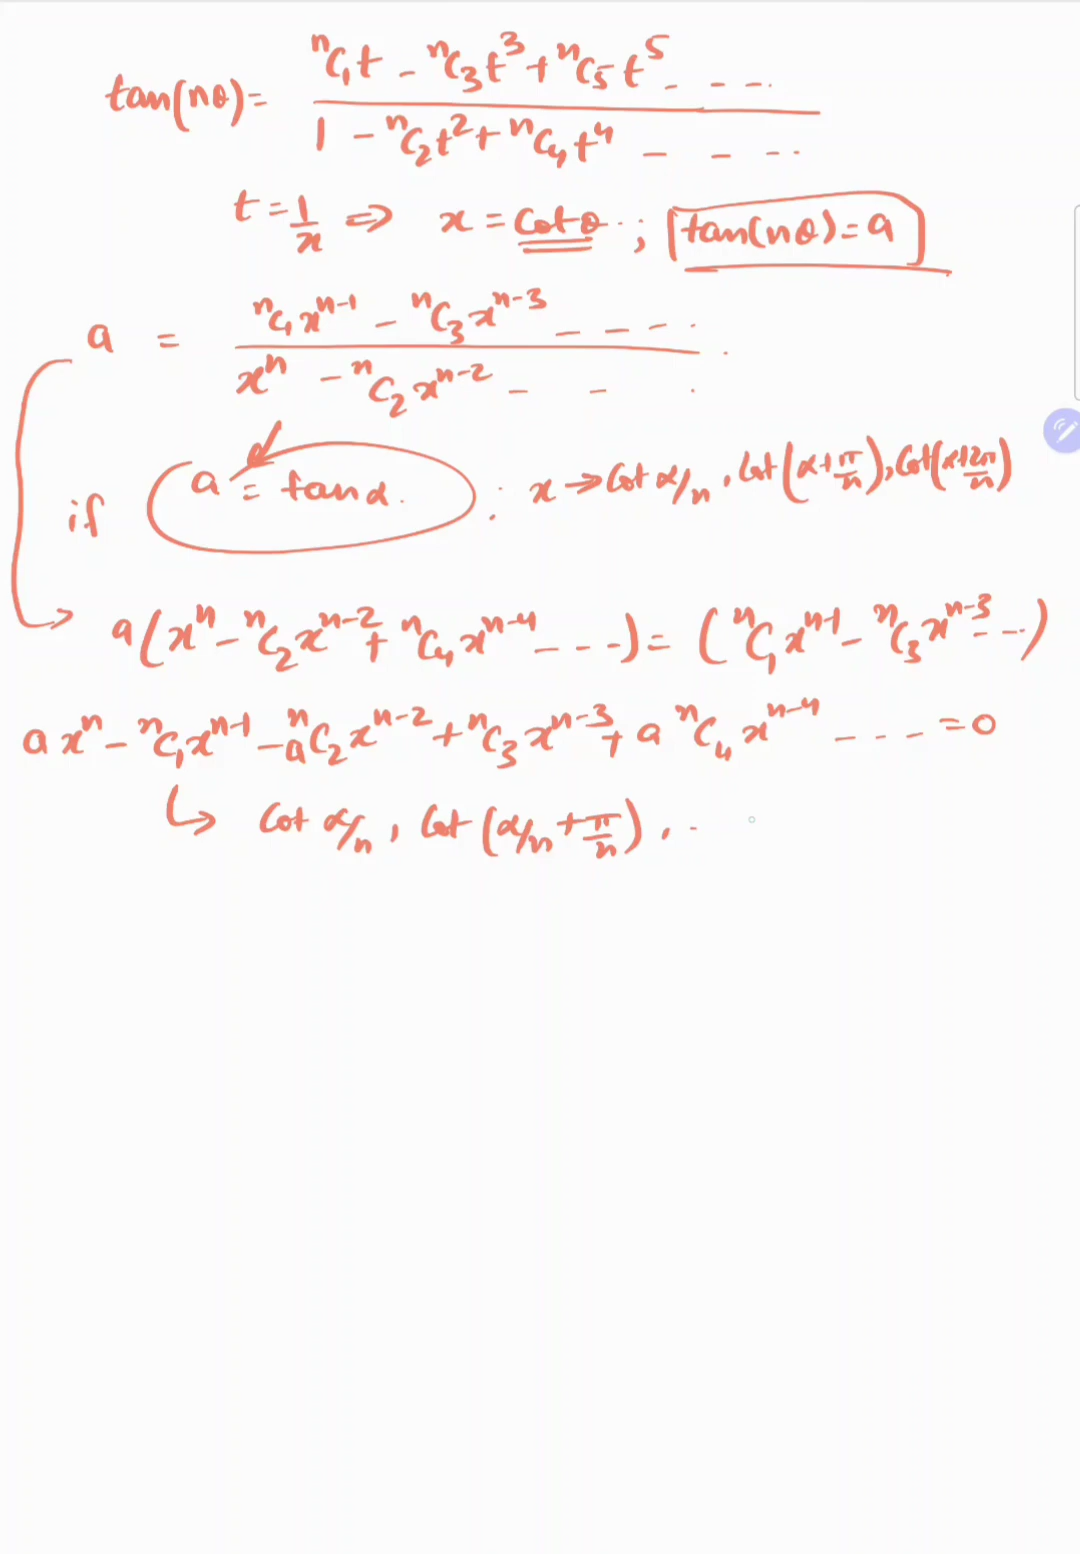 tan(nθ) = (ⁿC₁t - ⁿC₃t³ + ⁿC₅t⁵ - - - ..) / (1 - ⁿC₂t² + ⁿC₄t⁴ - - - ..)
t = 1/x ⇒ x = cotθ ; tan(nθ) = a
a = (ⁿC₁xⁿ⁻¹ - ⁿC₃xⁿ⁻³ - - - - .) / (xⁿ - ⁿC₂xⁿ⁻² - - .) .
if a = tanα. : x → Cot α/n, Cot(α+π/n), Cot(α+2π/n)
a(xⁿ - ⁿC₂xⁿ⁻² + ⁿC₄xⁿ⁻⁴ - - - -) = (ⁿC₁xⁿ⁻¹ - ⁿC₃xⁿ⁻³ - - ..)
axⁿ - ⁿC₁xⁿ⁻¹ - aⁿC₂xⁿ⁻² + ⁿC₃xⁿ⁻³ + aⁿC₄xⁿ⁻⁴ - - - - = 0
↳ Cot α/n, Cot(α/n + π/n), ..